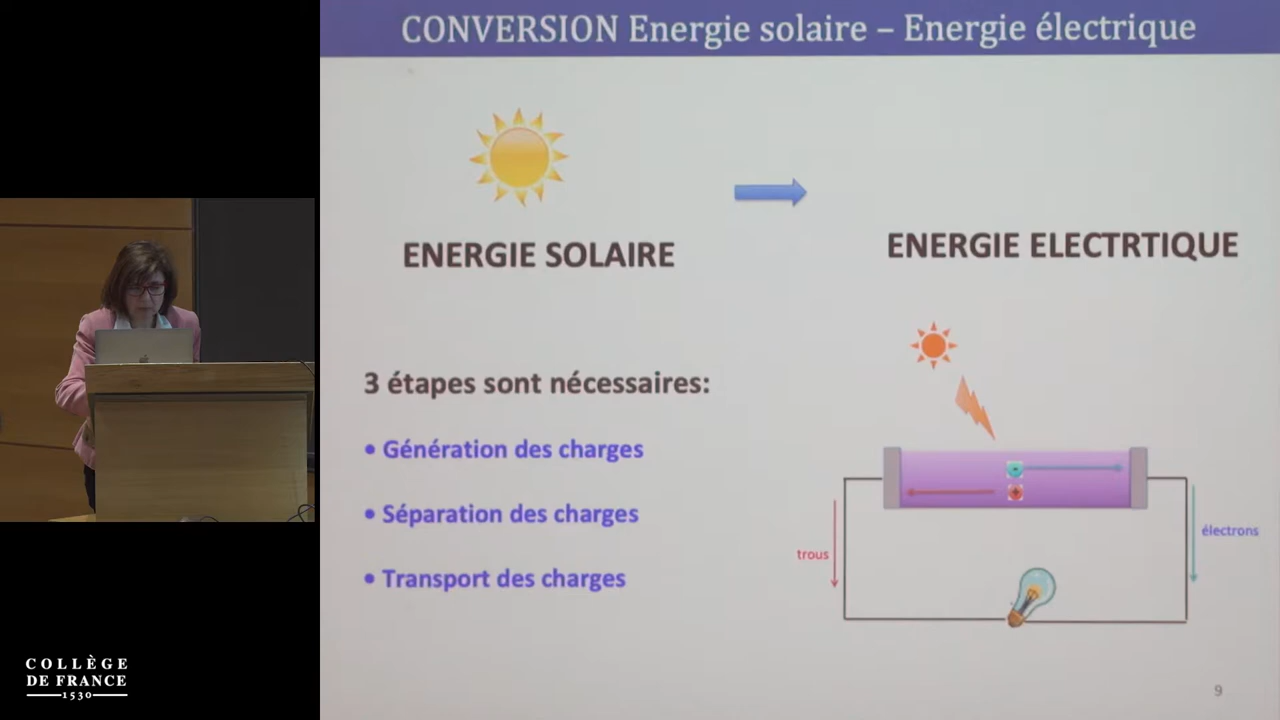 CONVERSION Energie solaire – Energie électrique
ENERGIE SOLAIRE
ENERGIE ELECTRTIQUE
3 étapes sont nécessaires:
• Génération des charges
• Séparation des charges
• Transport des charges
trous
électrons
9
COLLÈGE
DE FRANCE
1530